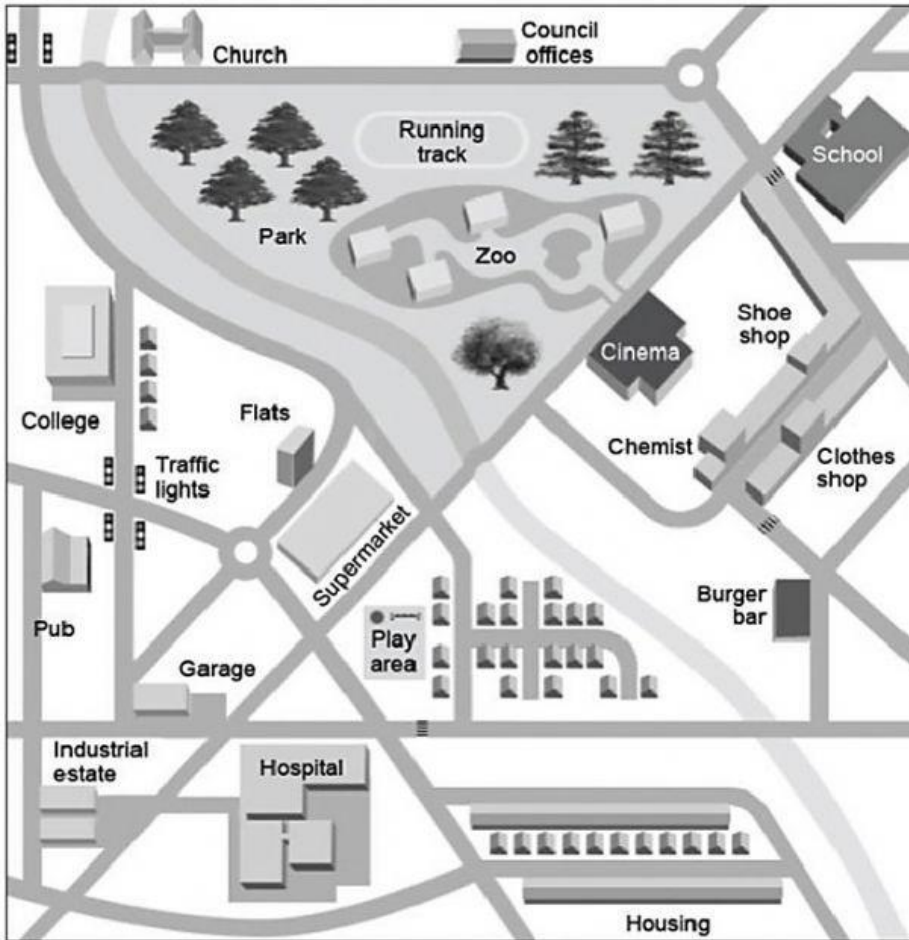 Church
Council
offices
Running
track
School
Park
Zoo
Shoe
shop
Cinema
College
Flats
Chemist
Clothes
shop
Traffic
lights
Supermarket
Pub
Play
area
Burger
bar
Garage
Industrial
estate
Hospital
Housing